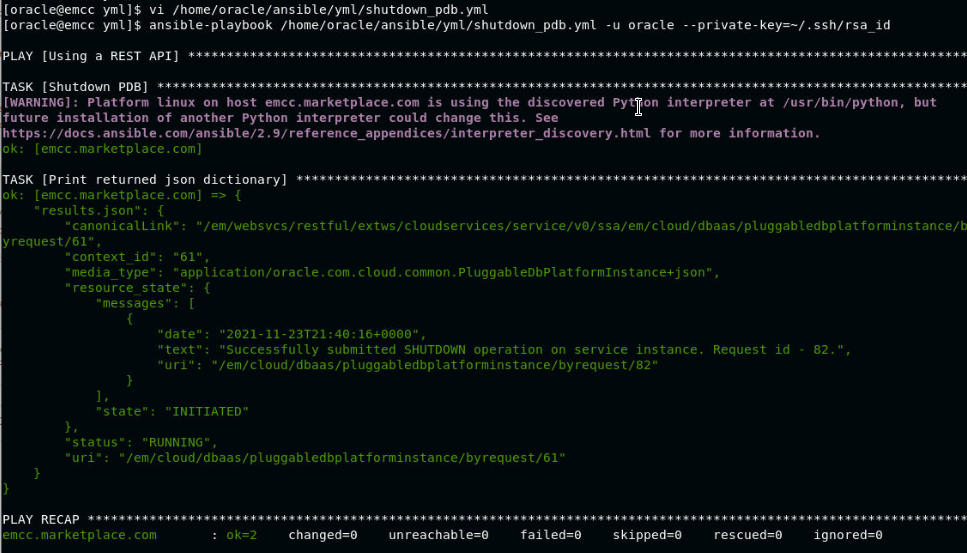 [oracle@emcc yml]$ vi /home/oracle/ansible/yml/shutdown_pdb.yml
[oracle@emcc yml]$ ansible-playbook /home/oracle/ansible/yml/shutdown_pdb.yml -u oracle --private-key=~/.ssh/rsa_id
PLAY [Using a REST API] ******************************************************************************************************
TASK [Shutdown PDB] **********************************************************************************************************
[WARNING]: Platform linux on host emcc.marketplace.com is using the discovered Python interpreter at /usr/bin/python, but
future installation of another Python interpreter could change this. See
https://docs.ansible.com/ansible/2.9/reference_appendices/interpreter_discovery.html for more information.
ok: [emcc.marketplace.com]
TASK [Print returned json dictionary] ****************************************************************************************
ok: [emcc.marketplace.com] => {
    "results.json": {
        "canonicalLink": "/em/websvcs/restful/extws/cloudservices/service/v0/ssa/em/cloud/dbaas/pluggabledbplatforminstance/b
yrequest/61",
        "context_id": "61",
        "media_type": "application/oracle.com.cloud.common.PluggableDbPlatformInstance+json",
        "resource_state": {
            "messages": [
                {
                    "date": "2021-11-23T21:40:16+0000",
                    "text": "Successfully submitted SHUTDOWN operation on service instance. Request id - 82.",
                    "uri": "/em/cloud/dbaas/pluggabledbplatforminstance/byrequest/82"
                }
            ],
            "state": "INITIATED"
        },
        "status": "RUNNING",
        "uri": "/em/cloud/dbaas/pluggabledbplatforminstance/byrequest/61"
    }
}
PLAY RECAP *******************************************************************************************************************
emcc.marketplace.com       : ok=2    changed=0    unreachable=0    failed=0    skipped=0    rescued=0    ignored=0